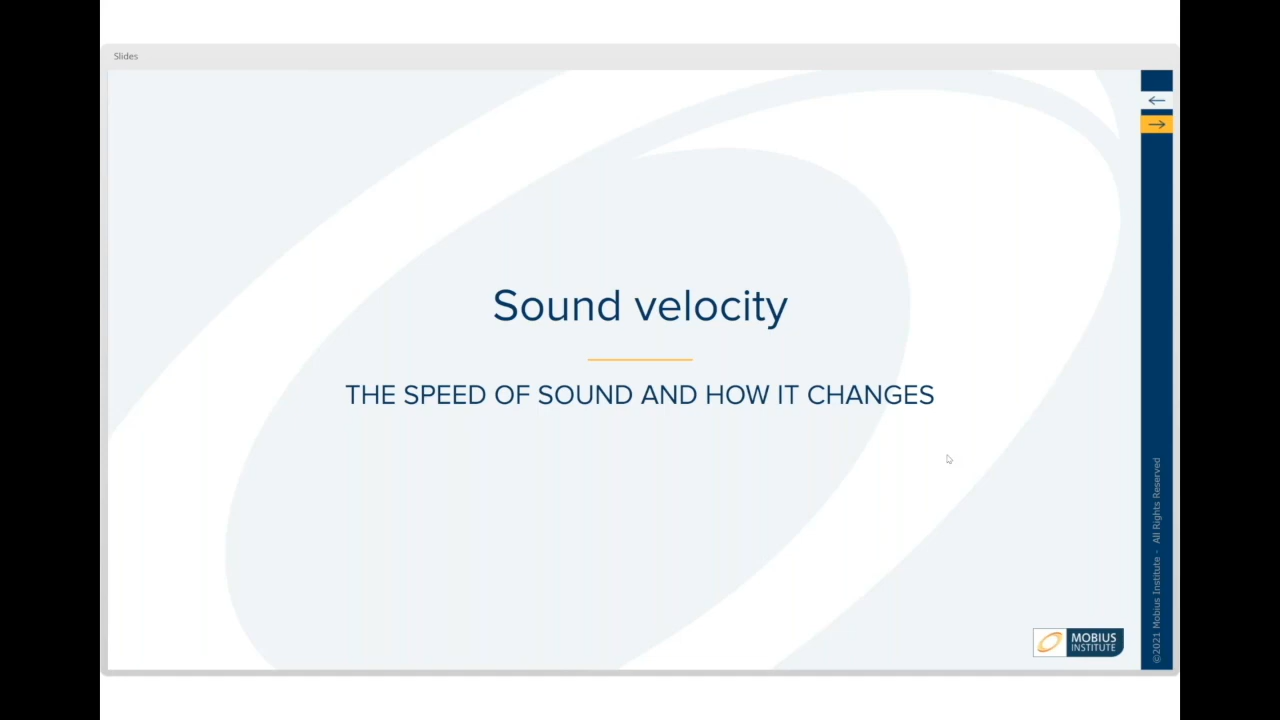 Slides
Sound velocity
THE SPEED OF SOUND AND HOW IT CHANGES
MOBIUS
INSTITUTE
©2021 Mobius Institute - All Rights Reserved